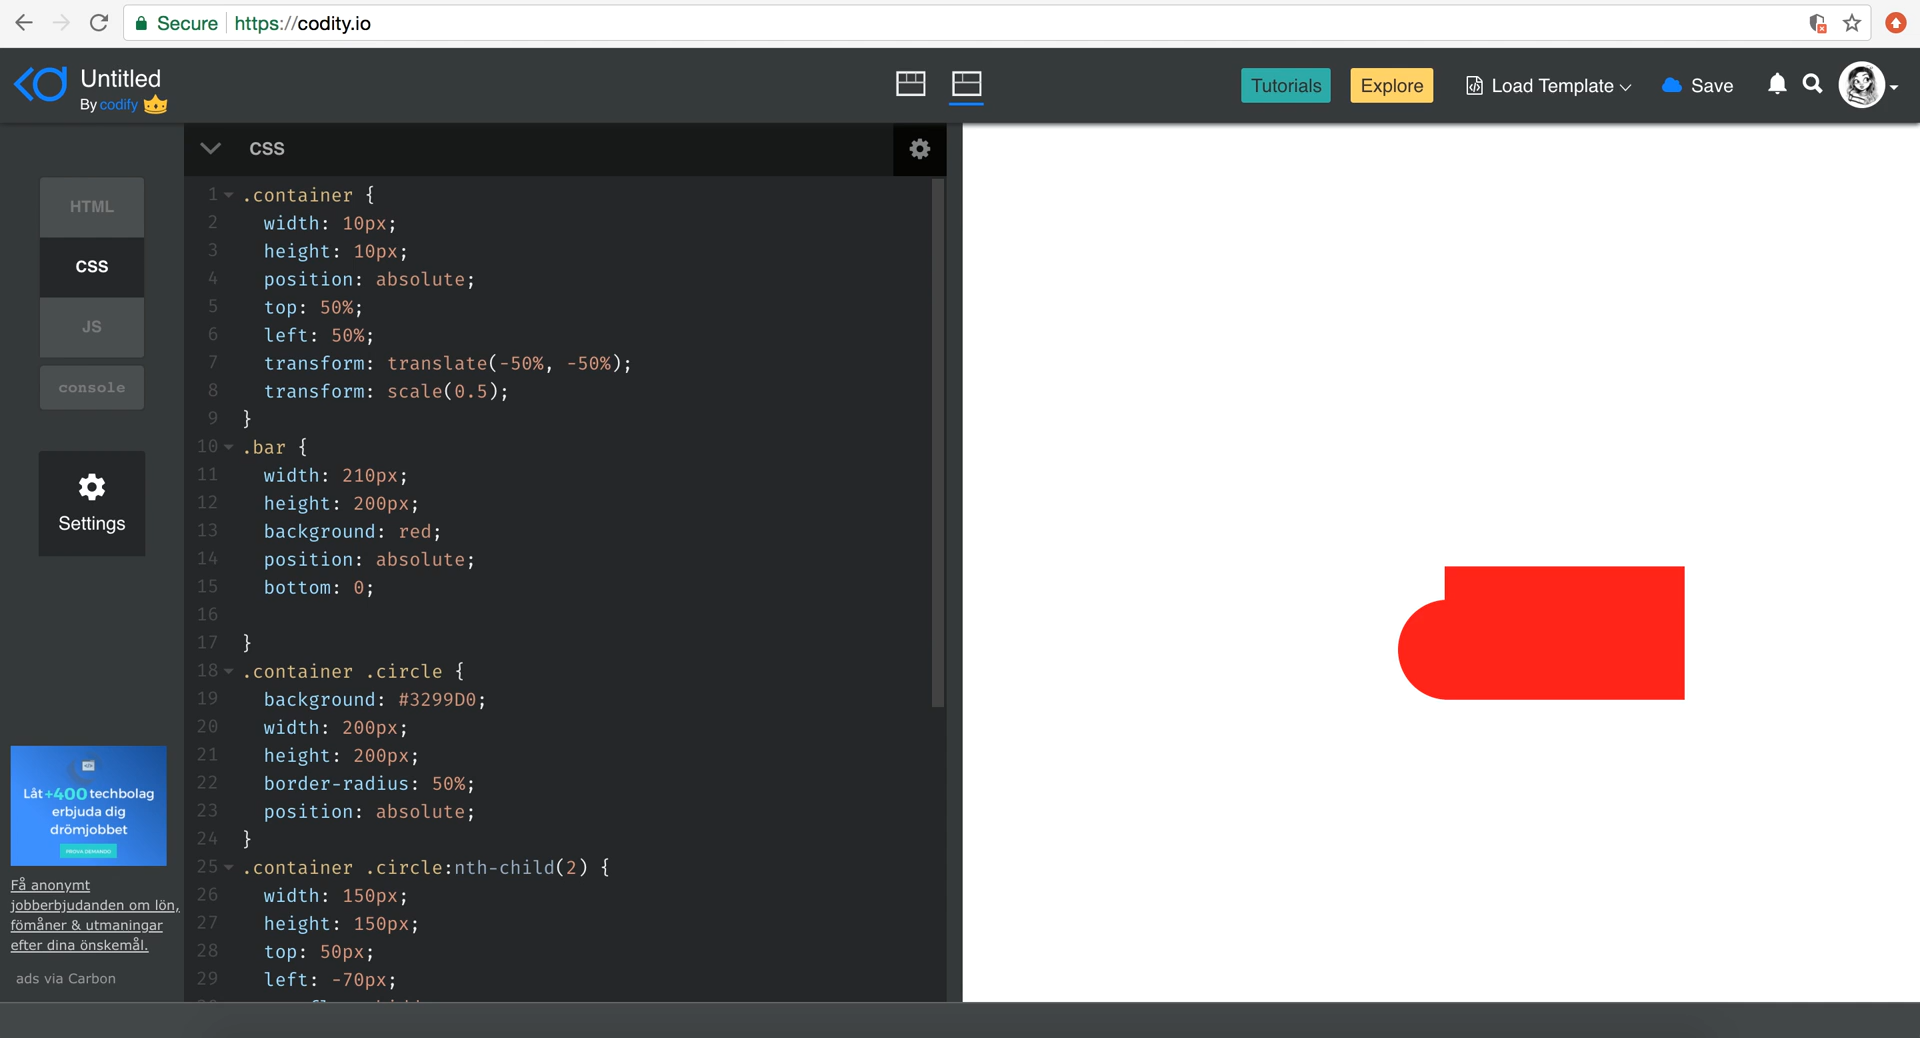 Secure https://codity.io
Untitled
By codify
Tutorials
Explore
Load Template
Save
CSS
HTML
CSS
JS
console
Settings
1 .container {
2 width: 10px;
3 height: 10px;
4 position: absolute;
5 top: 50%;
6 left: 50%;
7 transform: translate(-50%, -50%);
8 transform: scale(0.5);
9 }
10 .bar {
11 width: 210px;
12 height: 200px;
13 background: red;
14 position: absolute;
15 bottom: 0;
16
17 }
18 .container .circle {
19 background: #3299D0;
20 width: 200px;
21 height: 200px;
22 border-radius: 50%;
23 position: absolute;
24 }
25 .container .circle:nth-child(2) {
26 width: 150px;
27 height: 150px;
28 top: 50px;
29 left: -70px;
Låt +400 techbolag
erbjuda dig
drömjobbet
PROVA DEMANDO
Få anonymt
jobberbjudanden om lön,
fömåner & utmaningar
efter dina önskemål.
ads via Carbon